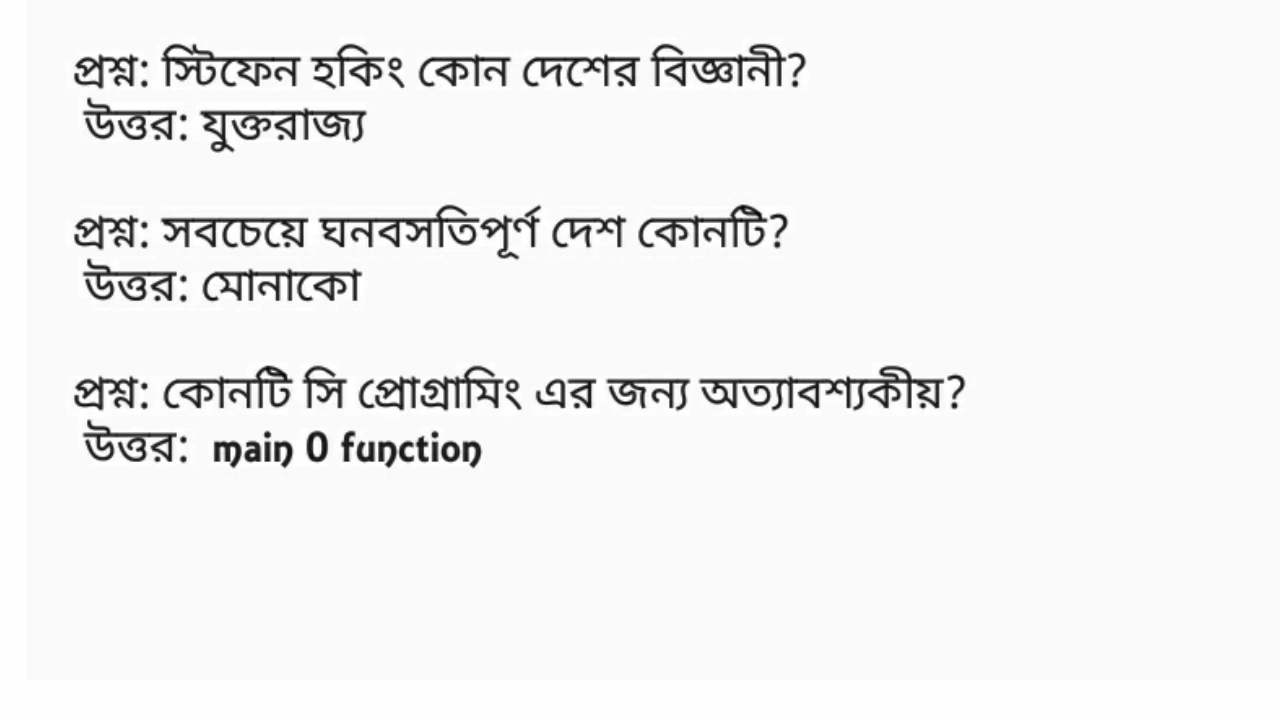 প্রশ্ন: স্টিফেন হকিং কোন দেশের বিজ্ঞানী?
উত্তর: যুক্তরাজ্য
প্রশ্ন: সবচেয়ে ঘনবসতিপূর্ণ দেশ কোনটি?
উত্তর: মোনাকো
প্রশ্ন: কোনটি সি প্রোগ্রামিং এর জন্য অত্যাবশ্যকীয়?
উত্তর: main 0 function